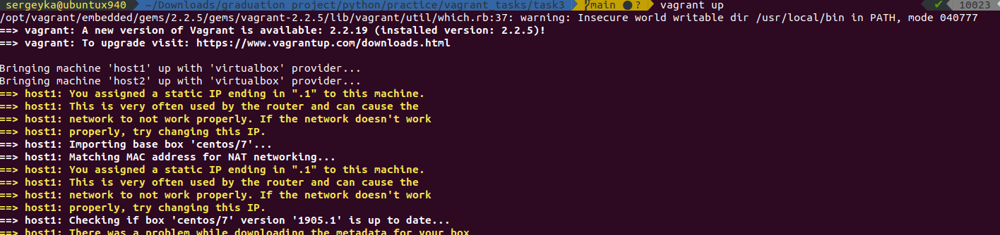 sergeyka@ubuntux940 ~/Downloads/graduation_project/python/practice/vagrant_tasks/task3 main ●? vagrant up ✔ 10023
/opt/vagrant/embedded/gems/2.2.5/gems/vagrant-2.2.5/lib/vagrant/util/which.rb:37: warning: Insecure world writable dir /usr/local/bin in PATH, mode 040777
==> vagrant: A new version of Vagrant is available: 2.2.19 (installed version: 2.2.5)!
==> vagrant: To upgrade visit: https://www.vagrantup.com/downloads.html
Bringing machine 'host1' up with 'virtualbox' provider...
Bringing machine 'host2' up with 'virtualbox' provider...
==> host1: You assigned a static IP ending in ".1" to this machine.
==> host1: This is very often used by the router and can cause the
==> host1: network to not work properly. If the network doesn't work
==> host1: properly, try changing this IP.
==> host1: Importing base box 'centos/7'...
==> host1: Matching MAC address for NAT networking...
==> host1: You assigned a static IP ending in ".1" to this machine.
==> host1: This is very often used by the router and can cause the
==> host1: network to not work properly. If the network doesn't work
==> host1: properly, try changing this IP.
==> host1: Checking if box 'centos/7' version '1905.1' is up to date...
==> host1: There was a problem while downloading the metadata for your box